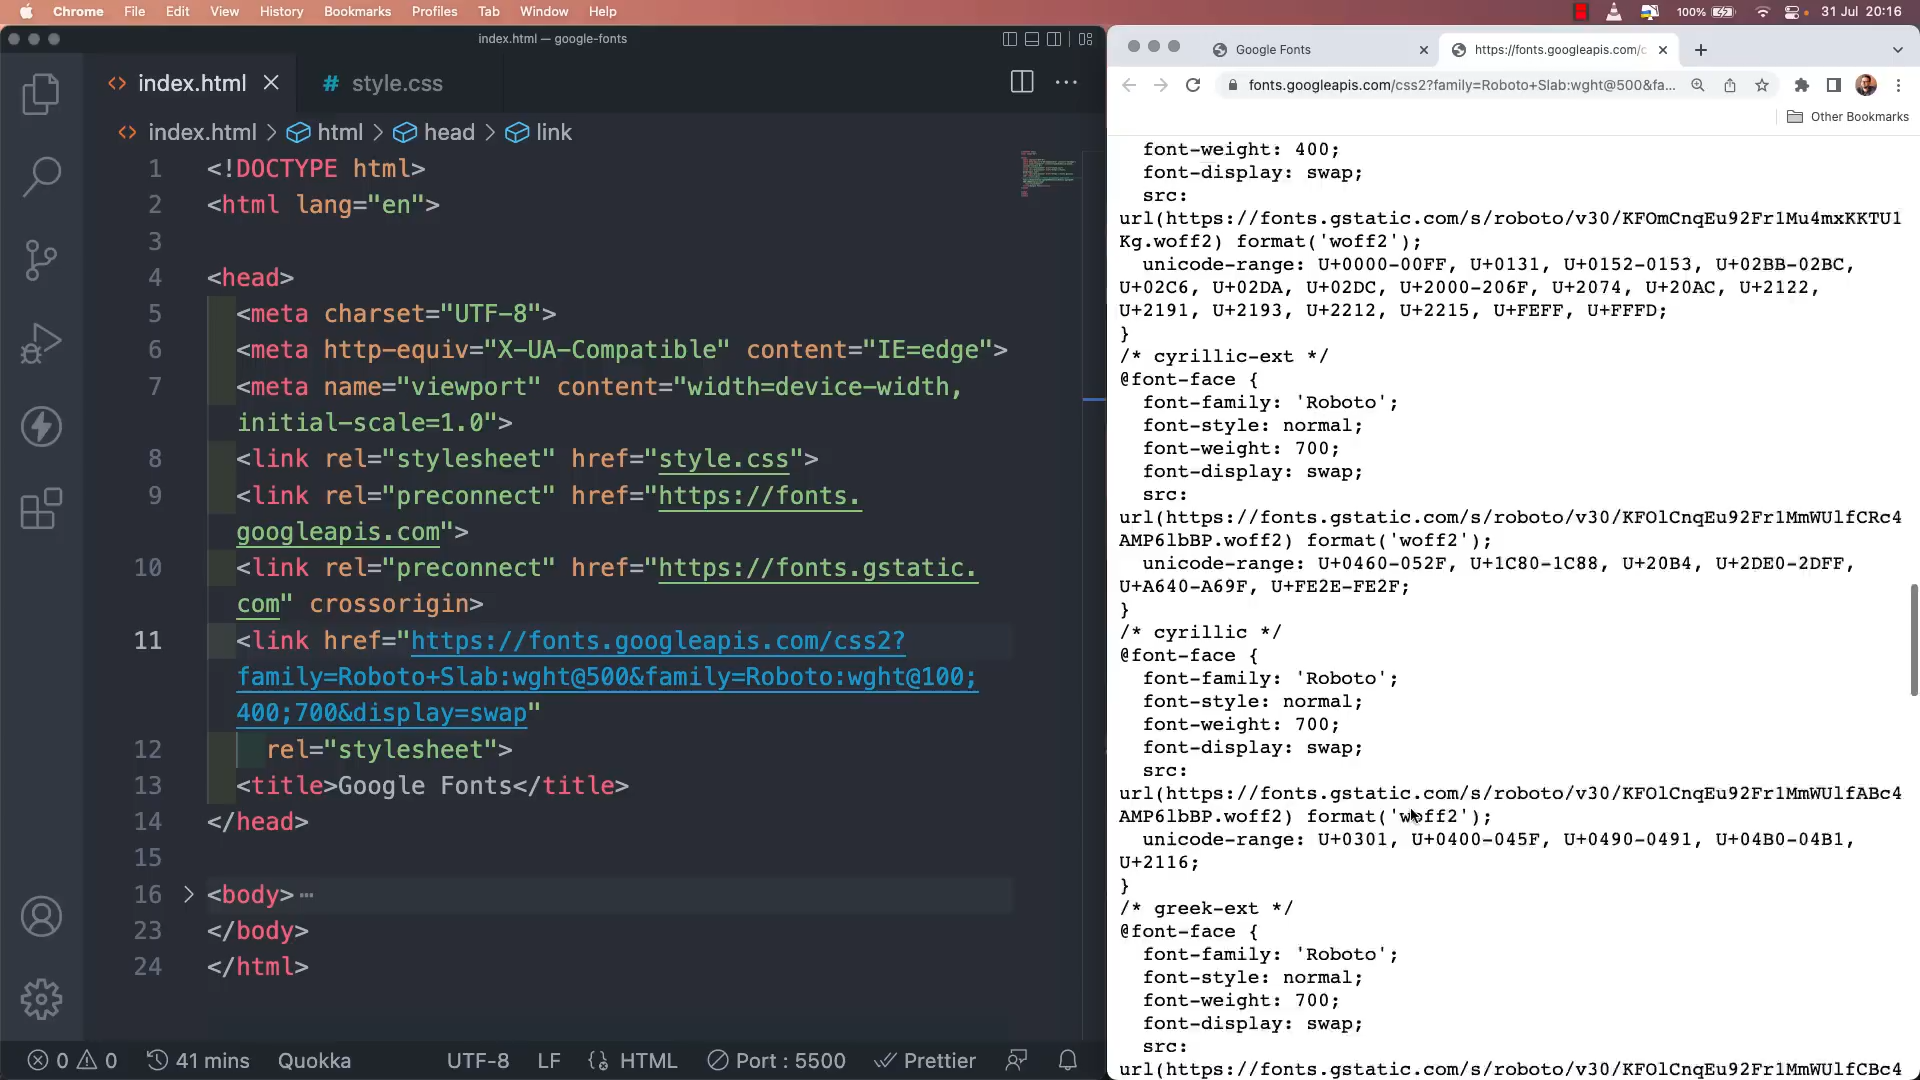 Chrome File Edit View History Bookmarks Profiles Tab Window Help 100% 31 Jul 20:16
index.html — google-fonts
index.html
# style.css
index.html > html > head > link
1 <!DOCTYPE html>
2 <html lang="en">
3
4 <head>
5 <meta charset="UTF-8">
6 <meta http-equiv="X-UA-Compatible" content="IE=edge">
7 <meta name="viewport" content="width=device-width,
initial-scale=1.0">
8 <link rel="stylesheet" href="style.css">
9 <link rel="preconnect" href="https://fonts.
googleapis.com">
10 <link rel="preconnect" href="https://fonts.gstatic.
com" crossorigin>
11 <link href="https://fonts.googleapis.com/css2?
family=Roboto+Slab:wght@500&family=Roboto:wght@100;
400;700&display=swap"
12 rel="stylesheet">
13 <title>Google Fonts</title>
14 </head>
15
16 <body> ⋯
23 </body>
24 </html>
0 0 41 mins Quokka UTF-8 LF HTML Port : 5500 Prettier
Google Fonts
https://fonts.googleapis.com/c
fonts.googleapis.com/css2?family=Roboto+Slab:wght@500&fa...
Other Bookmarks
font-weight: 400;
font-display: swap;
src:
url(https://fonts.gstatic.com/s/roboto/v30/KFOmCnqEu92Fr1Mu4mxKKTU1
Kg.woff2) format('woff2');
unicode-range: U+0000-00FF, U+0131, U+0152-0153, U+02BB-02BC,
U+02C6, U+02DA, U+02DC, U+2000-206F, U+2074, U+20AC, U+2122,
U+2191, U+2193, U+2212, U+2215, U+FEFF, U+FFFD;
}
/* cyrillic-ext */
@font-face {
font-family: 'Roboto';
font-style: normal;
font-weight: 700;
font-display: swap;
src:
url(https://fonts.gstatic.com/s/roboto/v30/KFOlCnqEu92Fr1MmWUlfCRc4
AMP6lbBP.woff2) format('woff2');
unicode-range: U+0460-052F, U+1C80-1C88, U+20B4, U+2DE0-2DFF,
U+A640-A69F, U+FE2E-FE2F;
}
/* cyrillic */
@font-face {
font-family: 'Roboto';
font-style: normal;
font-weight: 700;
font-display: swap;
src:
url(https://fonts.gstatic.com/s/roboto/v30/KFOlCnqEu92Fr1MmWUlfABc4
AMP6lbBP.woff2) format('woff2');
unicode-range: U+0301, U+0400-045F, U+0490-0491, U+04B0-04B1,
U+2116;
}
/* greek-ext */
@font-face {
font-family: 'Roboto';
font-style: normal;
font-weight: 700;
font-display: swap;
src:
url(https://fonts.gstatic.com/s/roboto/v30/KFOlCnqEu92Fr1MmWUlfCBc4